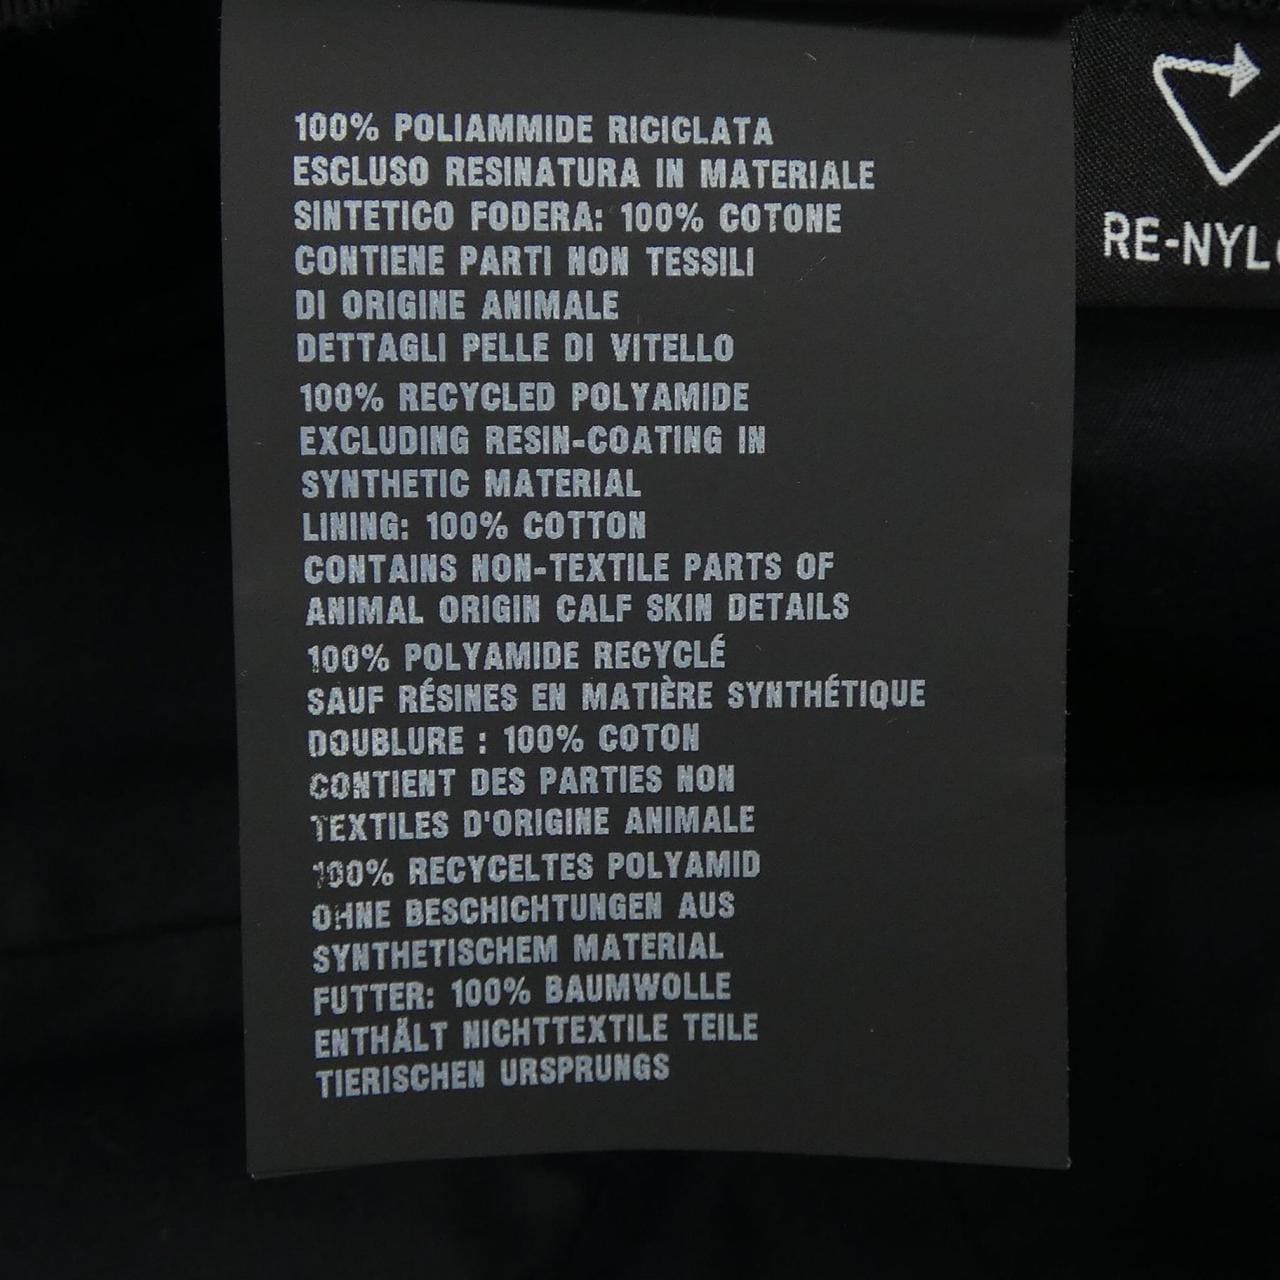 100% POLIAMMIDE RICICLATA
ESCLUSO RESINATURA IN MATERIALE
SINTETICO FODERA: 100% COTONE
CONTIENE PARTI NON TESSILI
DI ORIGINE ANIMALE
DETTAGLI PELLE DI VITELLO
100% RECYCLED POLYAMIDE
EXCLUDING RESIN-COATING IN
SYNTHETIC MATERIAL
LINING: 100% COTTON
CONTAINS NON-TEXTILE PARTS OF
ANIMAL ORIGIN CALF SKIN DETAILS
100% POLYAMIDE RECYCLÉ
SAUF RÉSINES EN MATIÈRE SYNTHÉTIQUE
DOUBLURE : 100% COTON
CONTIENT DES PARTIES NON
TEXTILES D'ORIGINE ANIMALE
100% RECYCELTES POLYAMID
OHNE BESCHICHTUNGEN AUS
SYNTHETISCHEM MATERIAL
FUTTER: 100% BAUMWOLLE
ENTHÄLT NICHTTEXTILE TEILE
TIERISCHEN URSPRUNGS